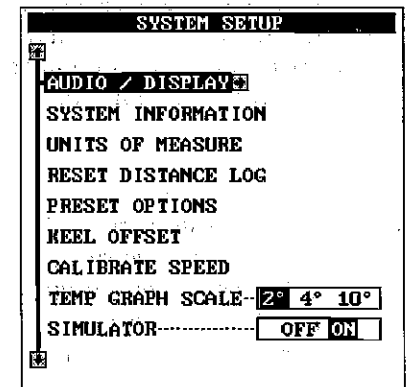 SYSTEM SETUP
AUDIO / DISPLAY
SYSTEM INFORMATION
UNITS OF MEASURE
RESET DISTANCE LOG
PRESET OPTIONS
KEEL OFFSET
CALIBRATE SPEED
TEMP GRAPH SCALE--2° 4° 10°
SIMULATOR-------------- OFF ON